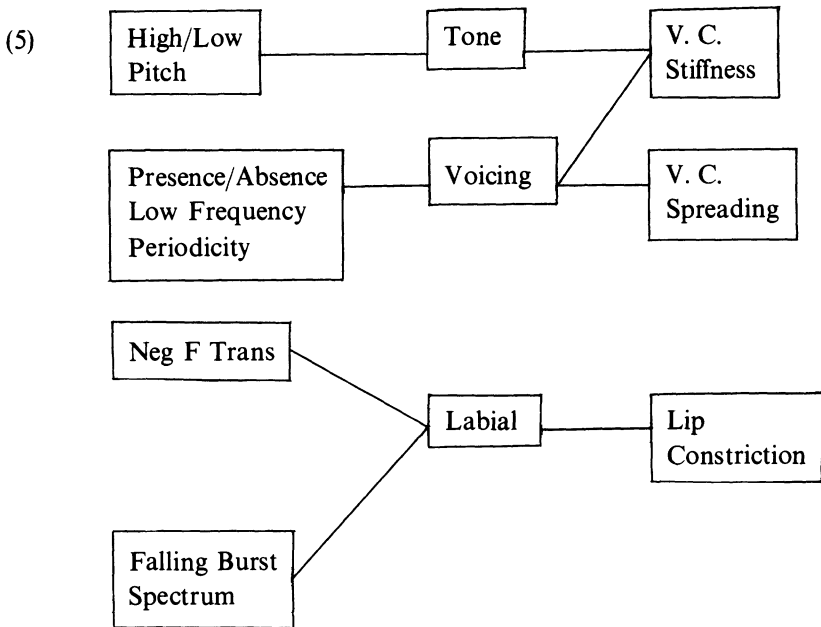 (5)
High/Low
Pitch
Tone
V. C.
Stiffness
Presence/Absence
Low Frequency
Periodicity
Voicing
V. C.
Spreading
Neg F Trans
Labial
Lip
Constriction
Falling Burst
Spectrum